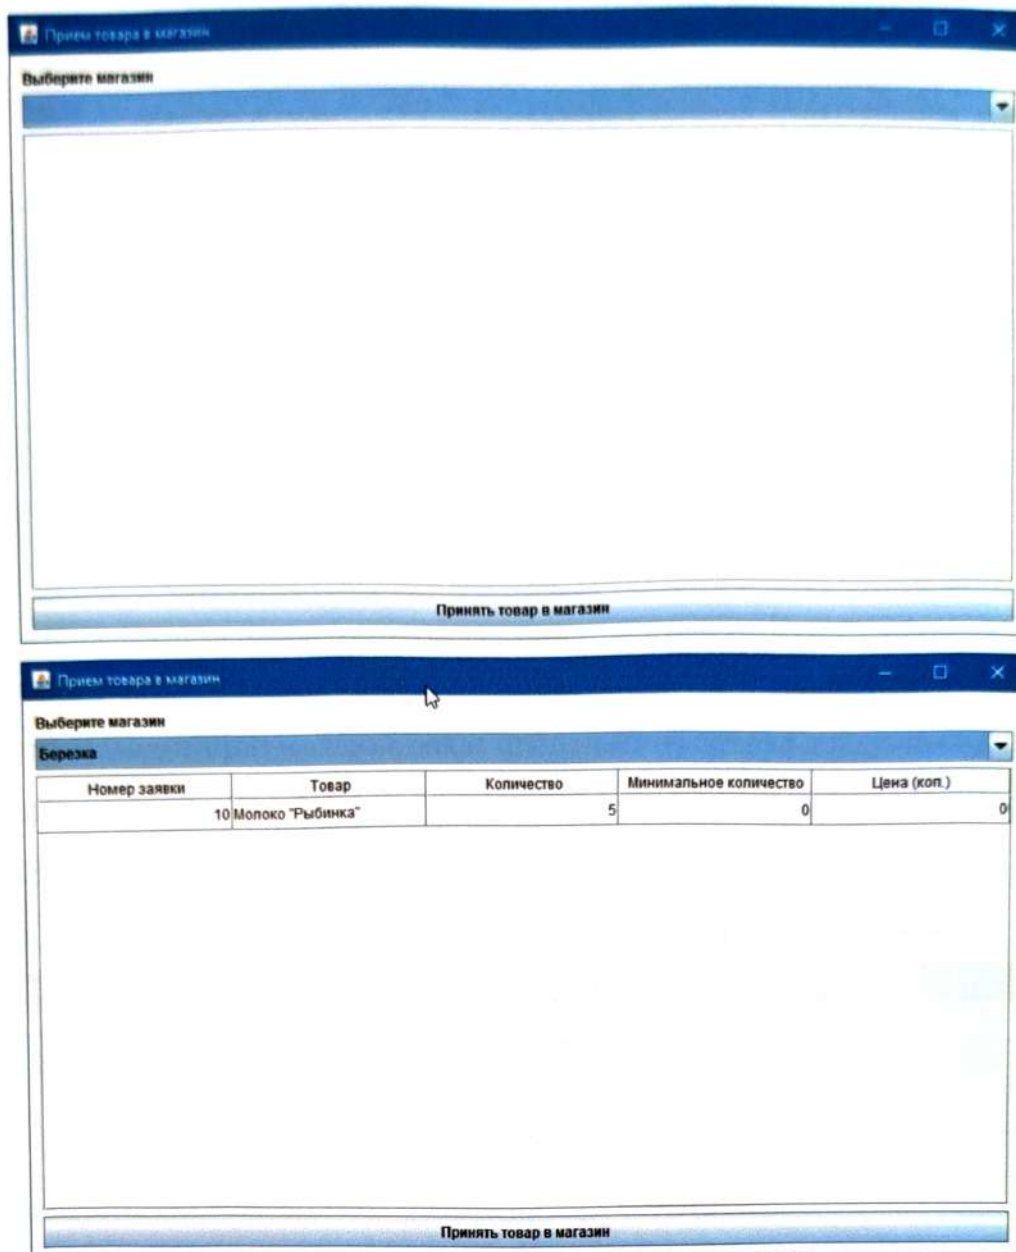 Прием товара в магазин
Выберите магазин
Принять товар в магазин
Прием товара в магазин
Выберите магазин
Березка
Номер заявки Товар Количество Минимальное количество Цена (коп.)
10 Молоко "Рыбинка" 5 0 0
Принять товар в магазин